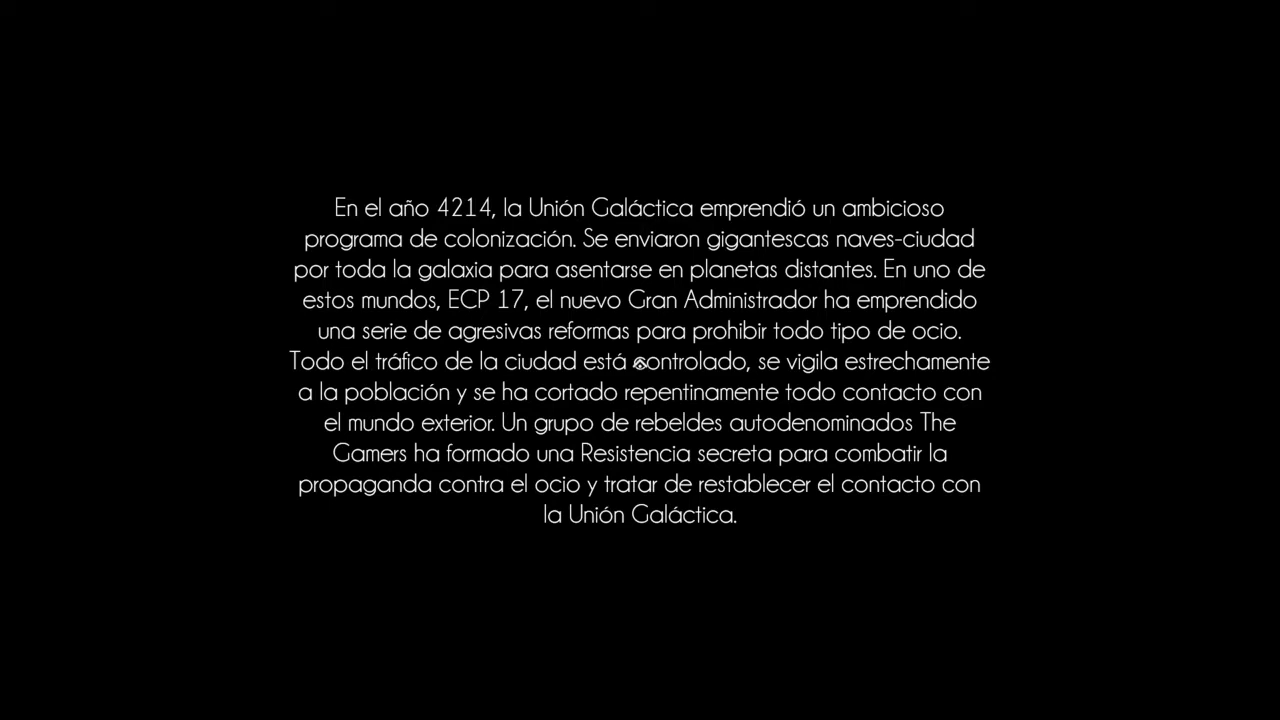 En el año 4214, la Unión Galáctica emprendió un ambicioso
programa de colonización. Se enviaron gigantescas naves-ciudad
por toda la galaxia para asentarse en planetas distantes. En uno de
estos mundos, ECP 17, el nuevo Gran Administrador ha emprendido
una serie de agresivas reformas para prohibir todo tipo de ocio.
Todo el tráfico de la ciudad está controlado, se vigila estrechamente
a la población y se ha cortado repentinamente todo contacto con
el mundo exterior. Un grupo de rebeldes autodenominados The
Gamers ha formado una Resistencia secreta para combatir la
propaganda contra el ocio y tratar de restablecer el contacto con
la Unión Galáctica.